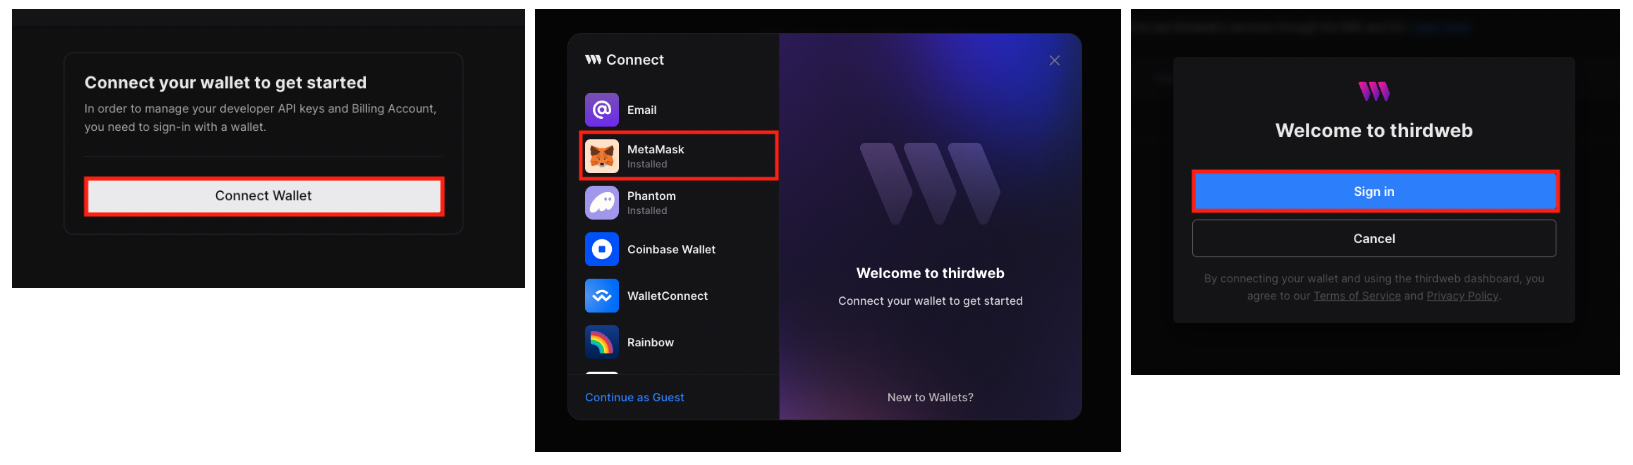 Connect your wallet to get started
In order to manage your developer API keys and Billing Account,
you need to sign-in with a wallet.
Connect Wallet
Connect
Email
MetaMask
Installed
Phantom
Installed
Coinbase Wallet
WalletConnect
Rainbow
Continue as Guest
Welcome to thirdweb
Connect your wallet to get started
New to Wallets?
Welcome to thirdweb
Sign in
Cancel
By connecting your wallet and using the thirdweb dashboard, you
agree to our Terms of Service and Privacy Policy.